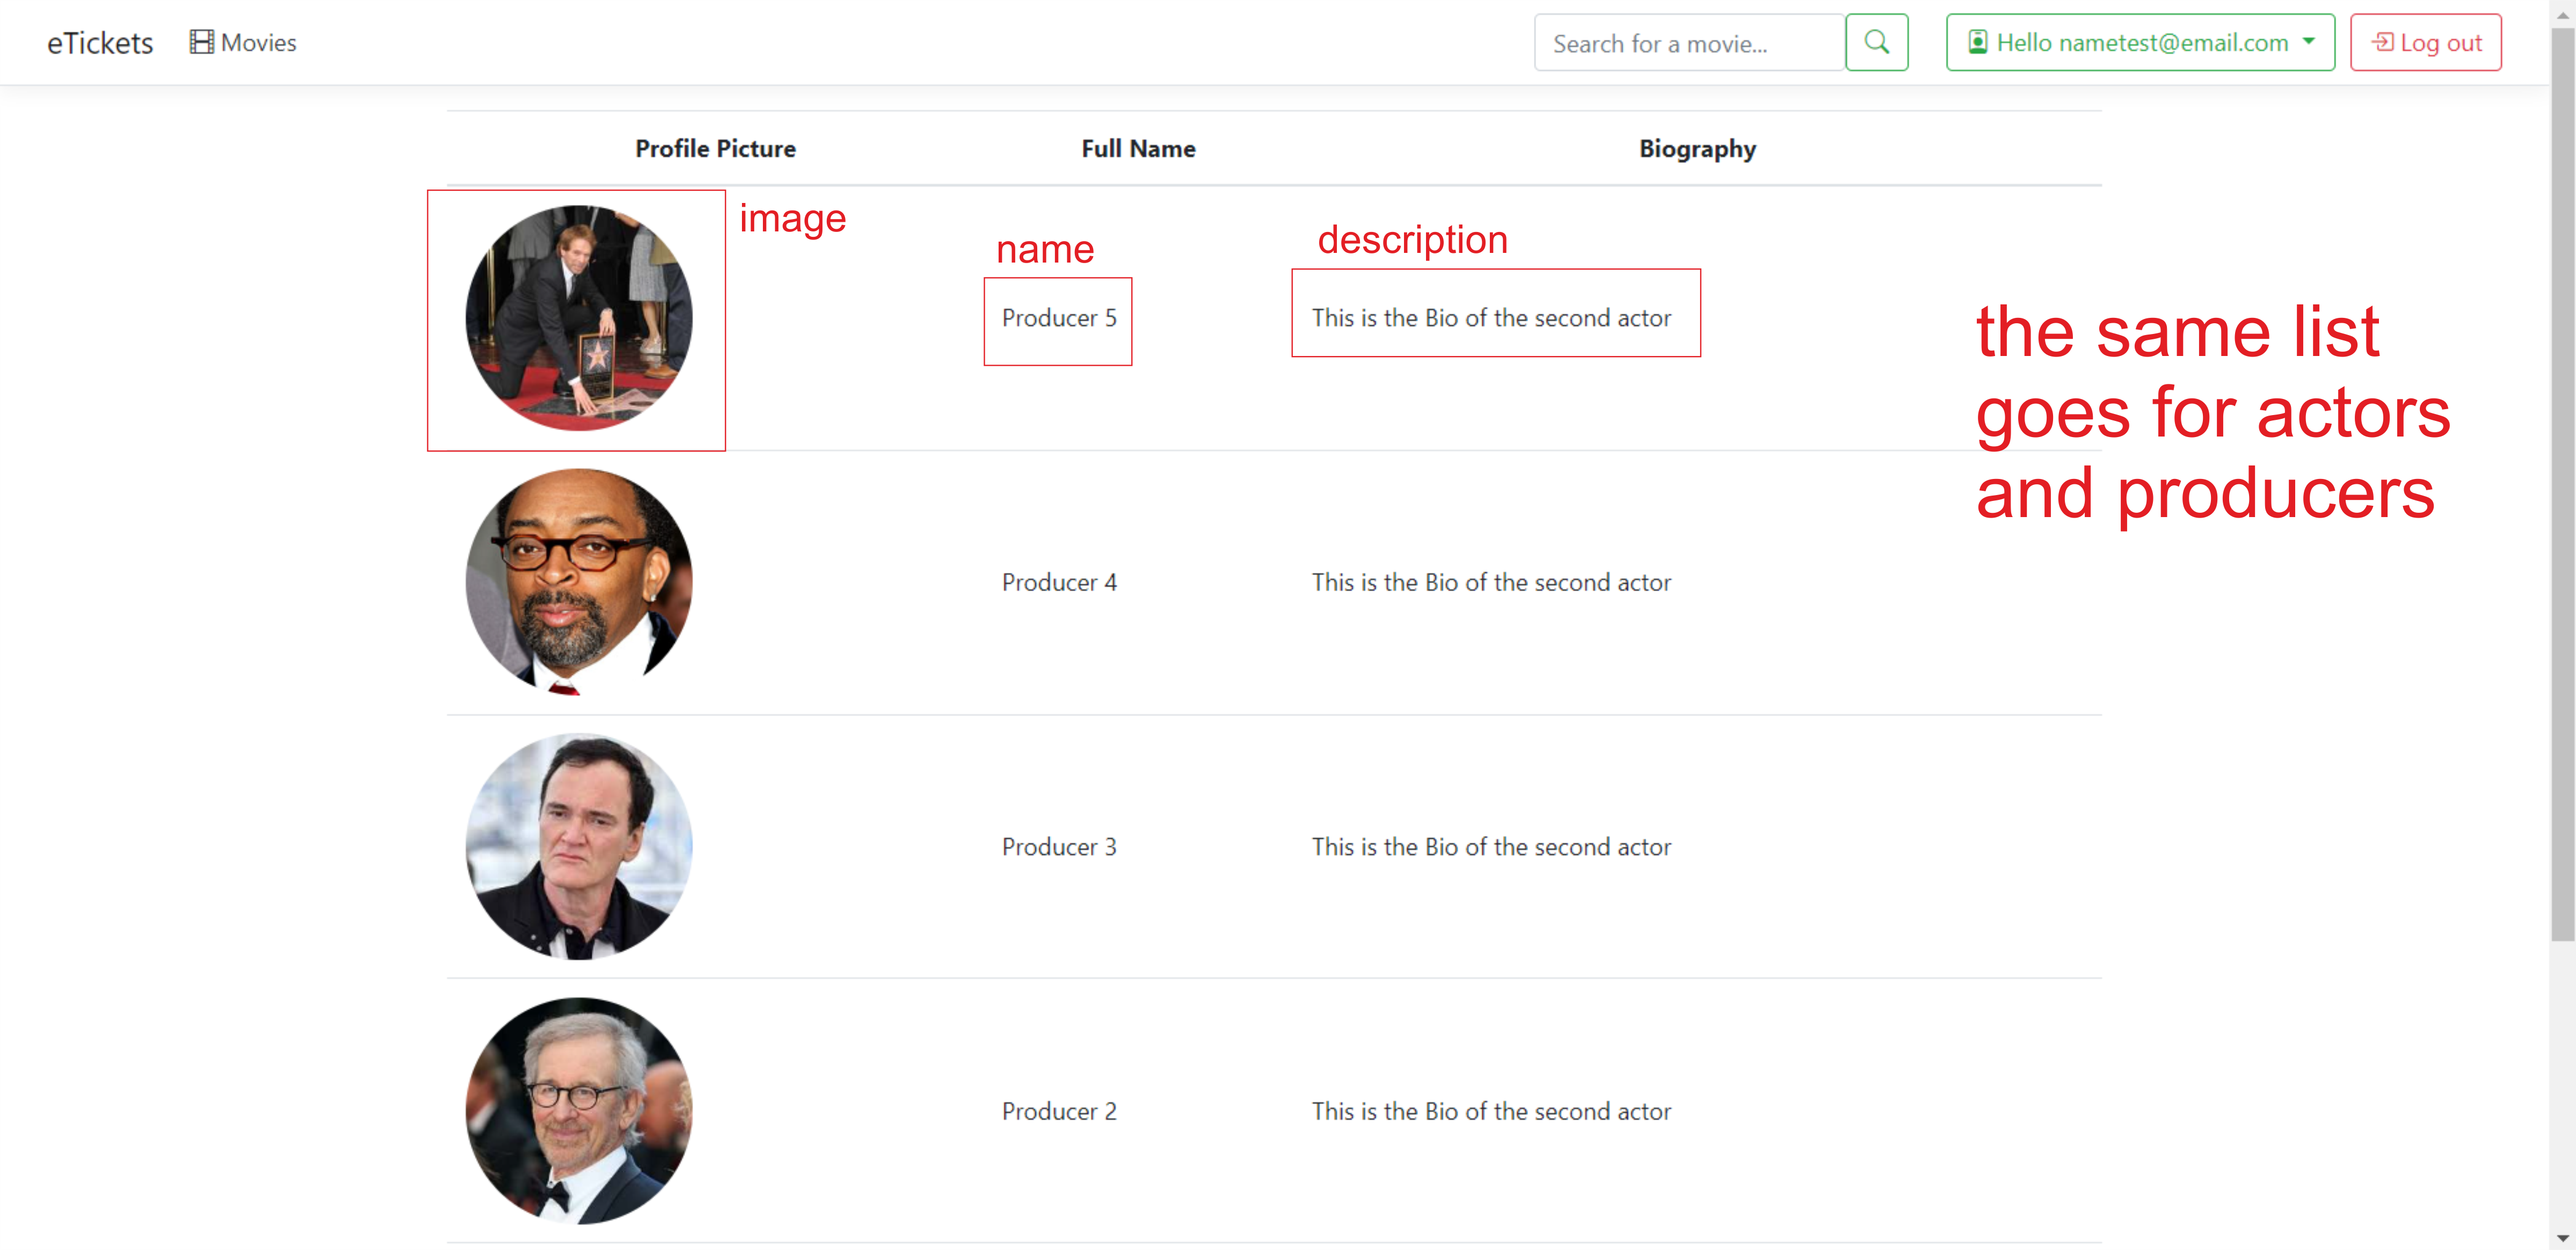 eTickets Movies Search for a movie... Hello nametest@email.com Log out
Profile Picture Full Name Biography
image
name
description
Producer 5 This is the Bio of the second actor
the same list
goes for actors
and producers
Producer 4 This is the Bio of the second actor
Producer 3 This is the Bio of the second actor
Producer 2 This is the Bio of the second actor